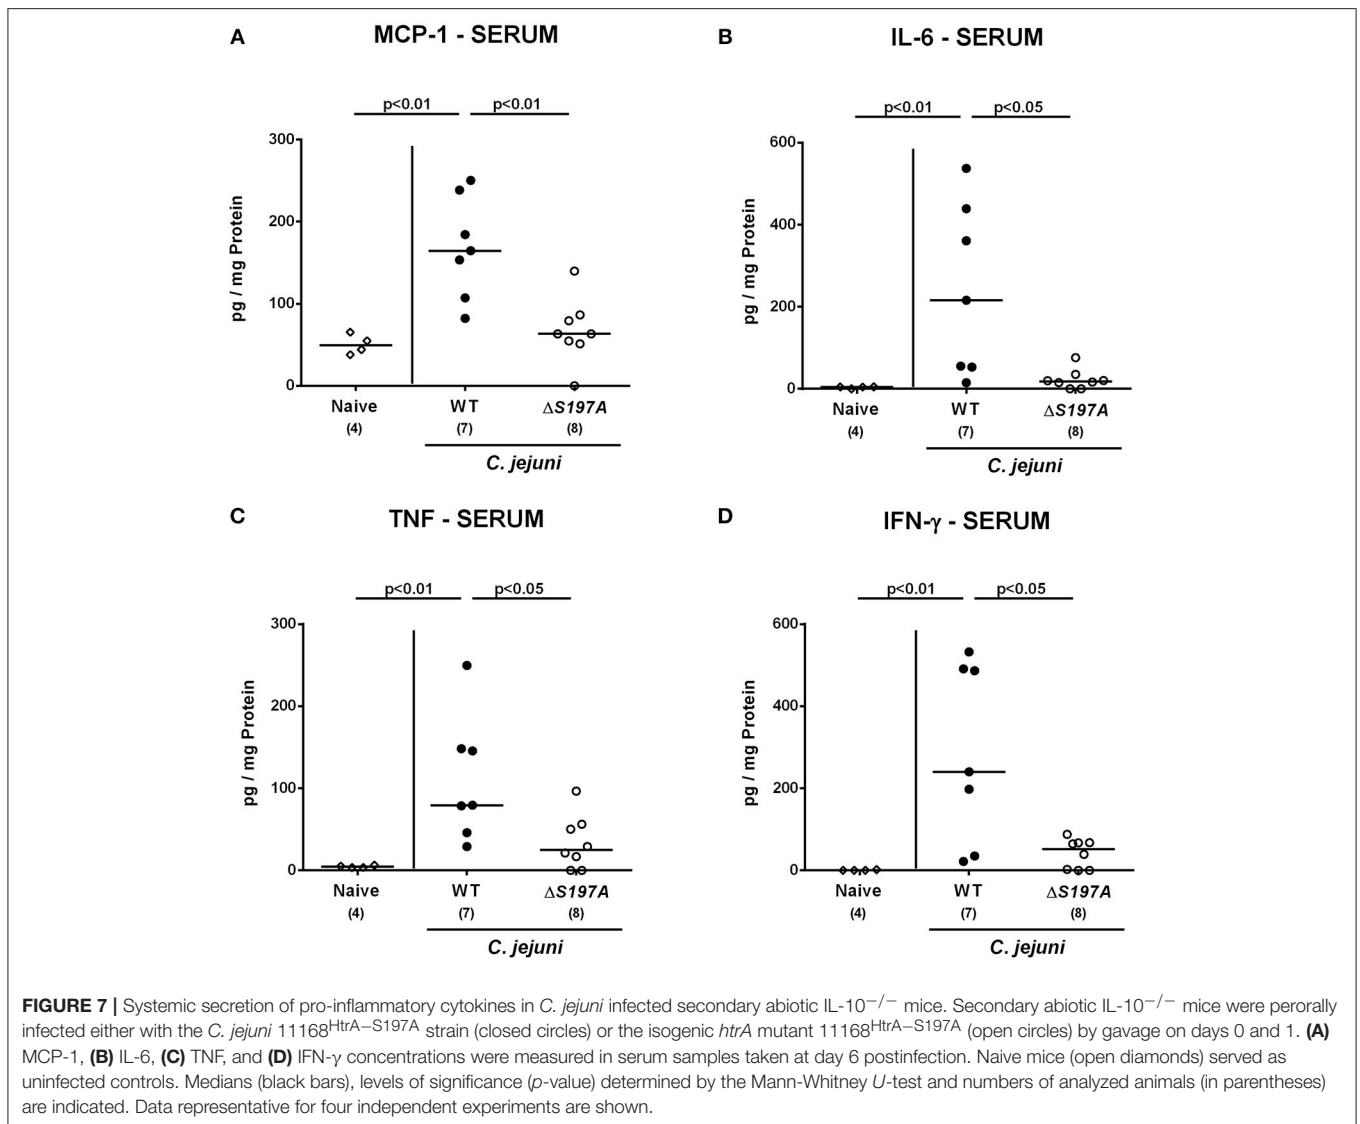 A
MCP-1 - SERUM
p<0.01
p<0.01
pg / mg Protein
300
200
100
0
Naive
WT
ΔS197A
(4)
(7)
(8)
C. jejuni
B
IL-6 - SERUM
p<0.01
p<0.05
pg / mg Protein
600
400
200
0
Naive
WT
ΔS197A
(4)
(7)
(8)
C. jejuni
C
TNF - SERUM
p<0.01
p<0.05
pg / mg Protein
300
200
100
0
Naive
WT
ΔS197A
(4)
(7)
(8)
C. jejuni
D
IFN-γ - SERUM
p<0.01
p<0.05
pg / mg Protein
600
400
200
0
Naive
WT
ΔS197A
(4)
(7)
(8)
C. jejuni
FIGURE 7 | Systemic secretion of pro-inflammatory cytokines in C. jejuni infected secondary abiotic IL-10−/− mice. Secondary abiotic IL-10−/− mice were perorally
infected either with the C. jejuni 11168HtrA−S197A strain (closed circles) or the isogenic htrA mutant 11168HtrA−S197A (open circles) by gavage on days 0 and 1. (A)
MCP-1, (B) IL-6, (C) TNF, and (D) IFN-γ concentrations were measured in serum samples taken at day 6 postinfection. Naive mice (open diamonds) served as
uninfected controls. Medians (black bars), levels of significance (p-value) determined by the Mann-Whitney U-test and numbers of analyzed animals (in parentheses)
are indicated. Data representative for four independent experiments are shown.